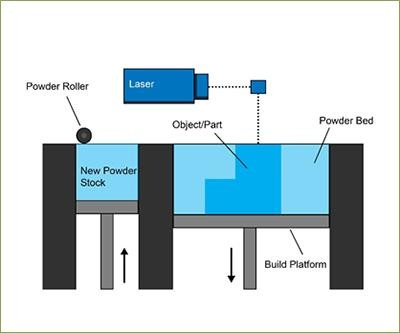 Laser
Powder Roller
Object/Part
Powder Bed
New Powder
Stock
Build Platform